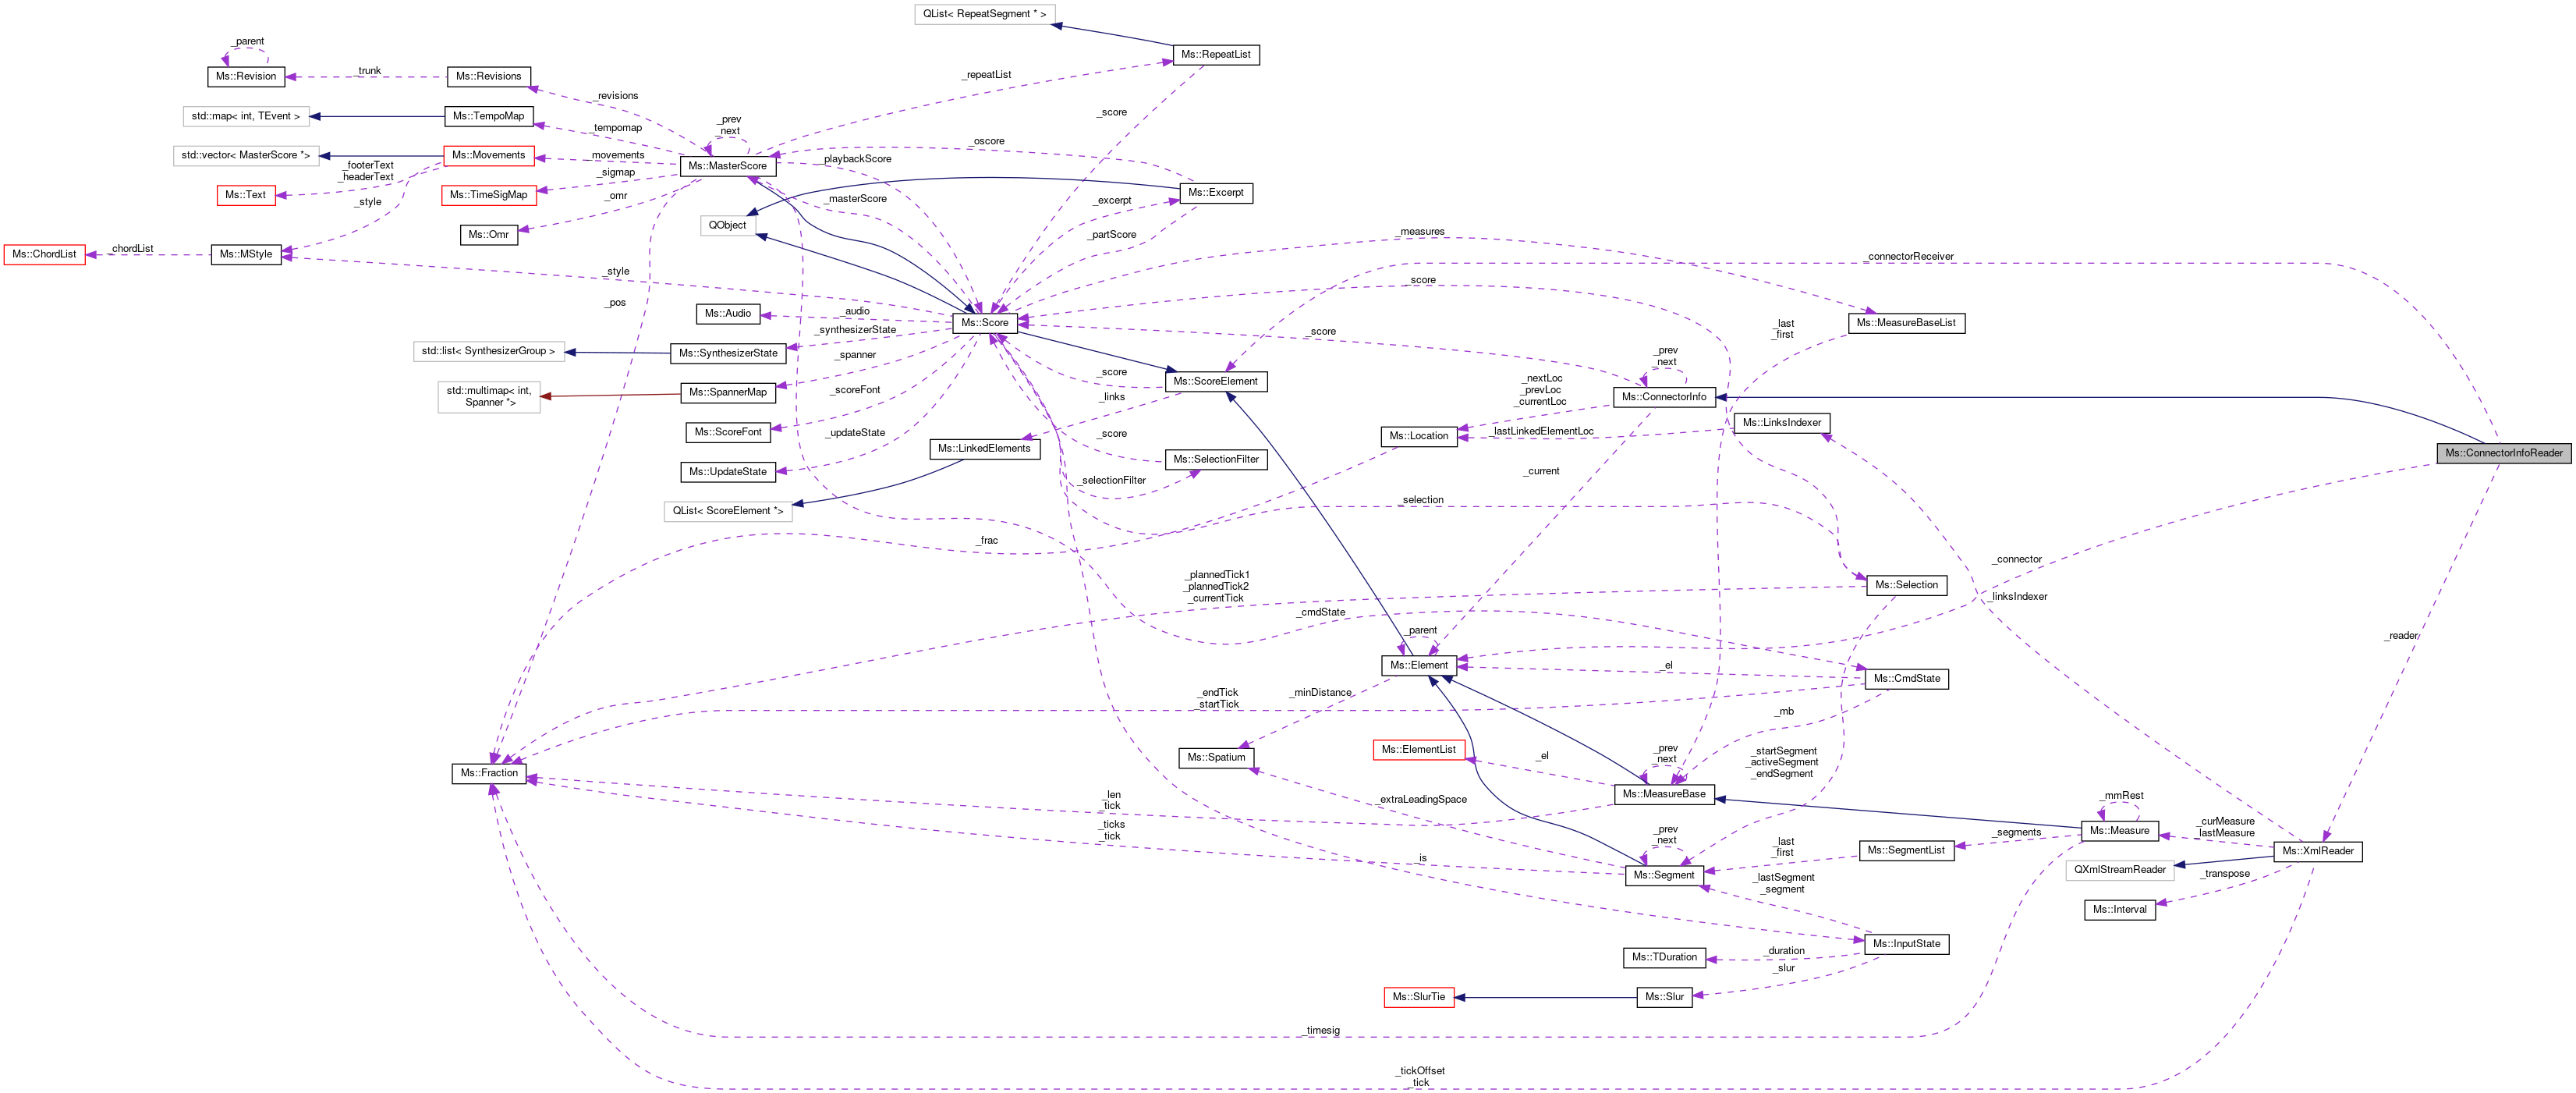 QList< RepeatSegment * >
_parent
Ms::RepeatList
Ms::Revision
_trunk
Ms::Revisions
_repeatList
_revisions
std::map< int, TEvent >
Ms::TempoMap
_score
_tempomap
_prev
_next
_oscore
std::vector< MasterScore *>
Ms::Movements
_movements
Ms::MasterScore
_playbackScore
_footerText
_headerText
_sigmap
Ms::Text
Ms::TimeSigMap
Ms::Excerpt
_omr
_style
_masterScore
_excerpt
QObject
Ms::Omr
_partScore
_measures
_chordList
Ms::ChordList
Ms::MStyle
_connectorReceiver
_style
_score
_pos
Ms::Audio
_audio
Ms::Score
Ms::MeasureBaseList
_last
_first
_synthesizerState
_score
std::list< SynthesizerGroup >
Ms::SynthesizerState
_spanner
_prev
_next
_score
Ms::ScoreElement
_nextLoc
_prevLoc
_currentLoc
std::multimap< int,
Spanner *>
Ms::SpannerMap
_scoreFont
_links
Ms::ConnectorInfo
Ms::LinksIndexer
Ms::ScoreFont
_updateState
_score
Ms::Location
_lastLinkedElementLoc
Ms::LinkedElements
Ms::ConnectorInfoReader
Ms::SelectionFilter
Ms::UpdateState
_current
_selectionFilter
_selection
QList< ScoreElement *>
_frac
_connector
_plannedTick1
_plannedTick2
_currentTick
Ms::Selection
_linksIndexer
_cmdState
_parent
_reader
Ms::Element
_el
Ms::CmdState
_minDistance
_endTick
_startTick
_mb
Ms::ElementList
Ms::Spatium
_el
_prev
_next
_startSegment
_activeSegment
_endSegment
Ms::Fraction
_len
_tick
_extraLeadingSpace
Ms::MeasureBase
_mmRest
_ticks
_tick
_prev
_next
_last
_first
_segments
Ms::Measure
_curMeasure
_lastMeasure
Ms::SegmentList
Ms::XmlReader
_is
Ms::Segment
_lastSegment
_segment
QXmlStreamReader
_transpose
Ms::Interval
Ms::InputState
Ms::TDuration
_duration
_slur
Ms::SlurTie
Ms::Slur
_timesig
_tickOffset
_tick